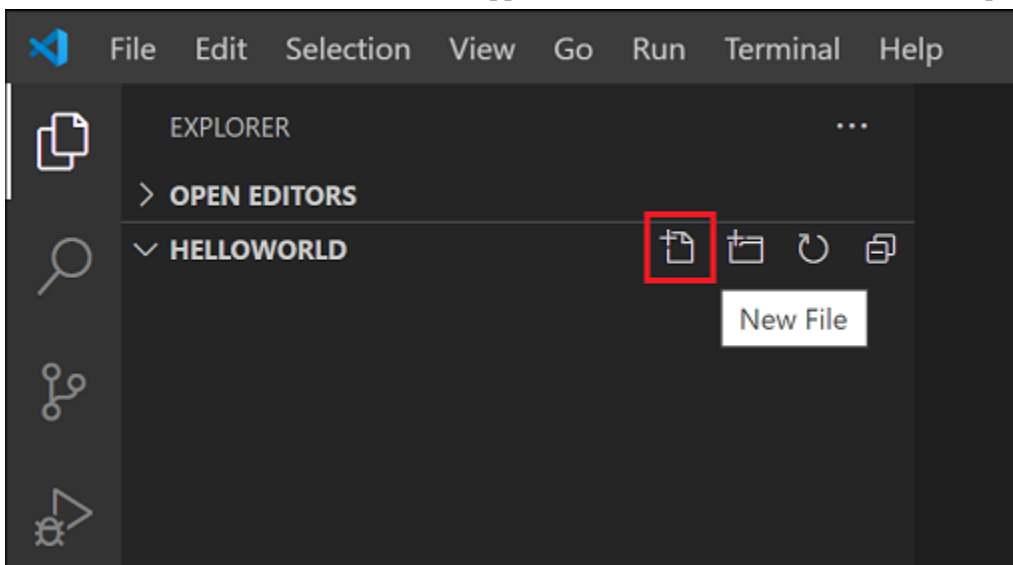 File Edit Selection View Go Run Terminal Help
EXPLORER
OPEN EDITORS
HELLOWORLD
New File